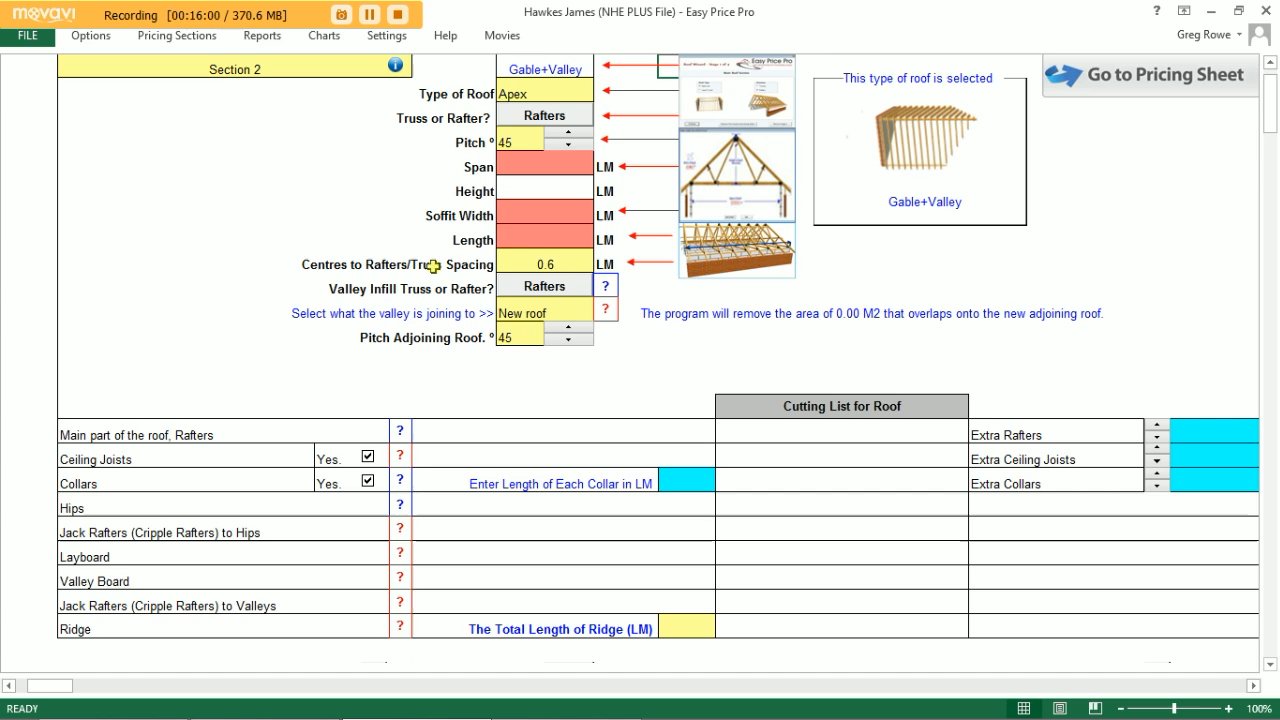 movavi
Recording [00:16:00 / 370.6 MB]
Hawkes James (NHE PLUS File) - Easy Price Pro
?
FILE Options Pricing Sections Reports Charts Settings Help Movies
Greg Rowe
Section 2
Gable+Valley
Type of Roof Apex
Truss or Rafter? Rafters
Pitch º 45
Span LM
Height LM
Soffit Width LM
Length LM
Centres to Rafters/Tru Spacing 0.6 LM
Valley Infill Truss or Rafter? Rafters ?
Select what the valley is joining to >> New roof ?
The program will remove the area of 0.00 M2 that overlaps onto the new adjoining roof.
Pitch Adjoining Roof. º 45
Easy Price Pro
This type of roof is selected
Gable+Valley
Go to Pricing Sheet
Cutting List for Roof
Main part of the roof, Rafters ? Extra Rafters
Ceiling Joists Yes. ? Extra Ceiling Joists
Collars Yes. ? Enter Length of Each Collar in LM Extra Collars
Hips ?
Jack Rafters (Cripple Rafters) to Hips ?
Layboard ?
Valley Board ?
Jack Rafters (Cripple Rafters) to Valleys ?
Ridge ? The Total Length of Ridge (LM)
READY
100%